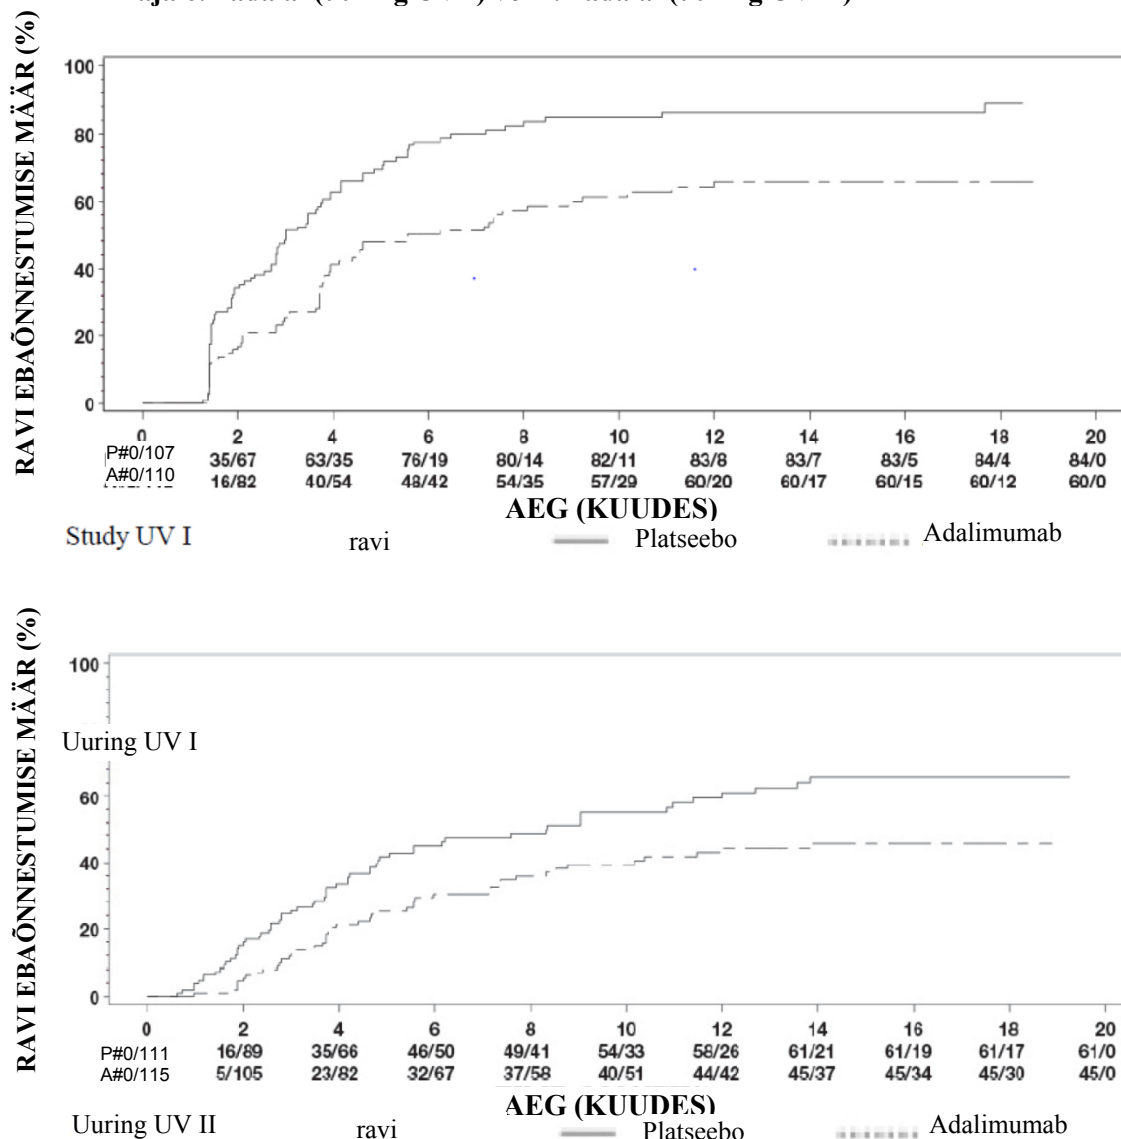 RAVI EBAÕNNESTUMISE MÄÄR (%)
100
80
60
40
20
0
0 2 4 6 8 10 12 14 16 18 20
P#0/107 35/67 63/35 76/19 80/14 82/11 83/8 83/7 83/5 84/4 84/0
A#0/110 16/82 40/54 48/42 54/35 57/29 60/20 60/17 60/15 60/12 60/0
AEG (KUUDES)
Study UV I ravi Platseebo Adalimumab
RAVI EBAÕNNESTUMISE MÄÄR (%)
100
Uuring UV I
60
40
20
0
0 2 4 6 8 10 12 14 16 18 20
P#0/111 16/89 35/66 46/50 49/41 54/33 58/26 61/21 61/19 61/17 61/0
A#0/115 5/105 23/82 32/67 37/58 40/51 44/42 45/37 45/34 45/30 45/0
AEG (KUUDES)
Uuring UV II ravi Platseebo Adalimumab